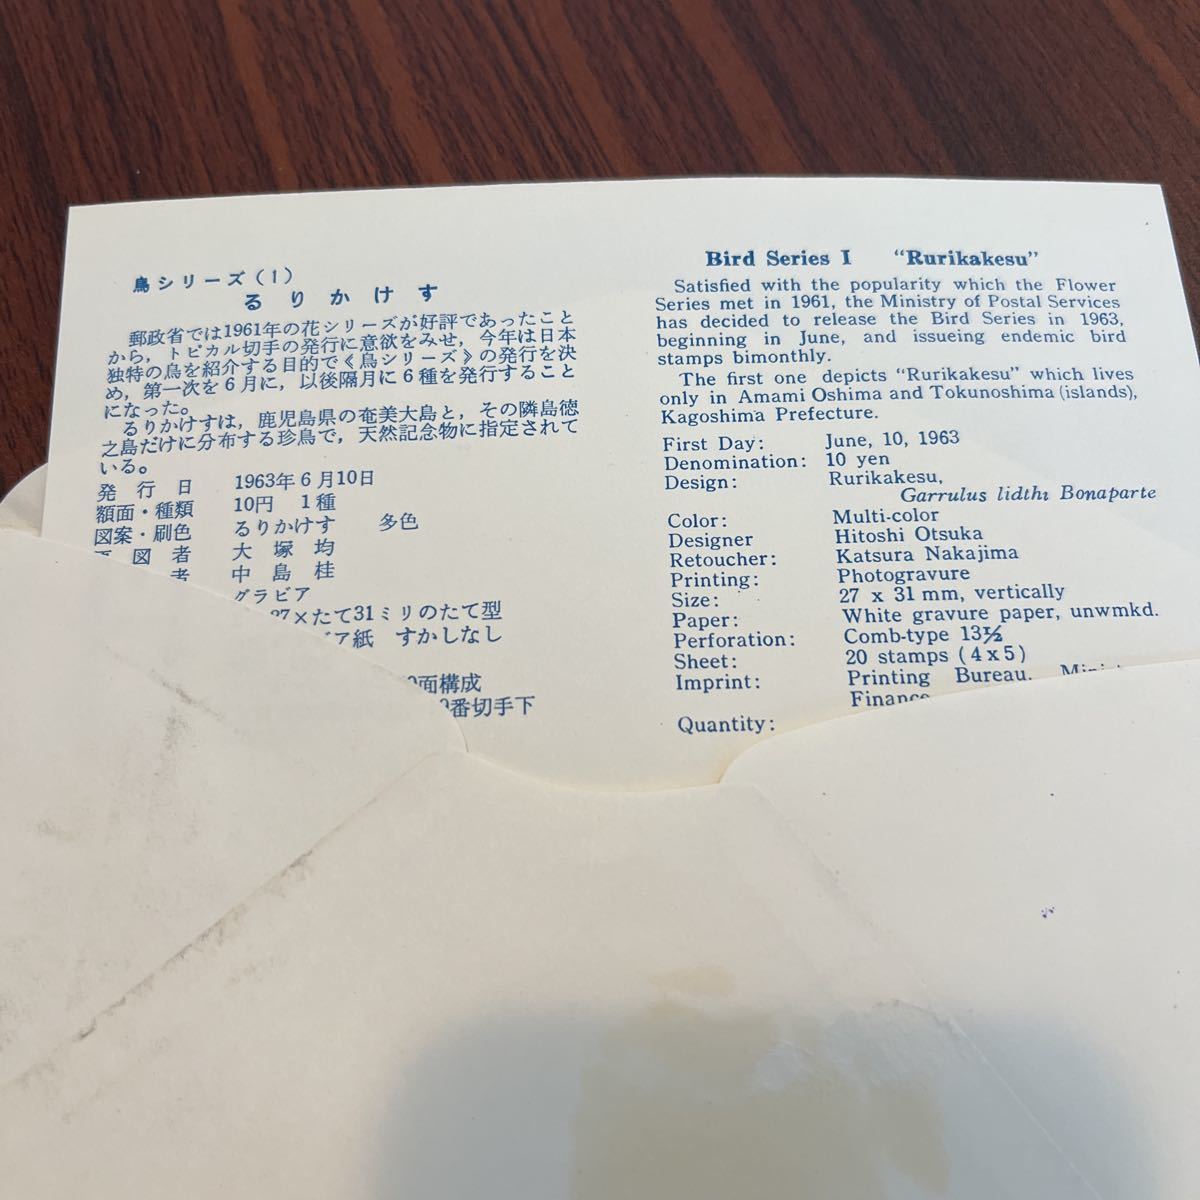 鳥シリーズ(1)
るりかけす
郵政省では1961年の花シリーズが好評であったこと
から,トピカル切手の発行に意欲をみせ,今年は日本
独特の鳥を紹介する目的で《鳥シリーズ》の発行を決
め,第一次を6月に,以後隔月に6種を発行すること
になった。
るりかけすは,鹿児島県の奄美大島と,その隣島徳
之島だけに分布する珍鳥で,天然記念物に指定されて
いる。
発行日 1963年6月10日
額面・種類 10円 1種
図案・刷色 るりかけす 多色
図者 大塚均
者 中島桂
グラビア
27×たて31ミリのたて型
ビア紙 すかしなし
0面構成
番切手下
Bird Series I "Rurikakesu"
Satisfied with the popularity which the Flower
Series met in 1961, the Ministry of Postal Services
has decided to release the Bird Series in 1963,
beginning in June, and issueing endemic bird
stamps bimonthly.
The first one depicts "Rurikakesu" which lives
only in Amami Oshima and Tokunoshima (islands),
Kagoshima Prefecture.
First Day: June, 10, 1963
Denomination: 10 yen
Design: Rurikakesu,
Garrulus lidthi Bonaparte
Color: Multi-color
Designer Hitoshi Otsuka
Retoucher: Katsura Nakajima
Printing: Photogravure
Size: 27 x 31 mm, vertically
Paper: White gravure paper, unwmkd.
Perforation: Comb-type 13½
Sheet: 20 stamps (4x5)
Imprint: Printing Bureau,
Finance
Quantity: